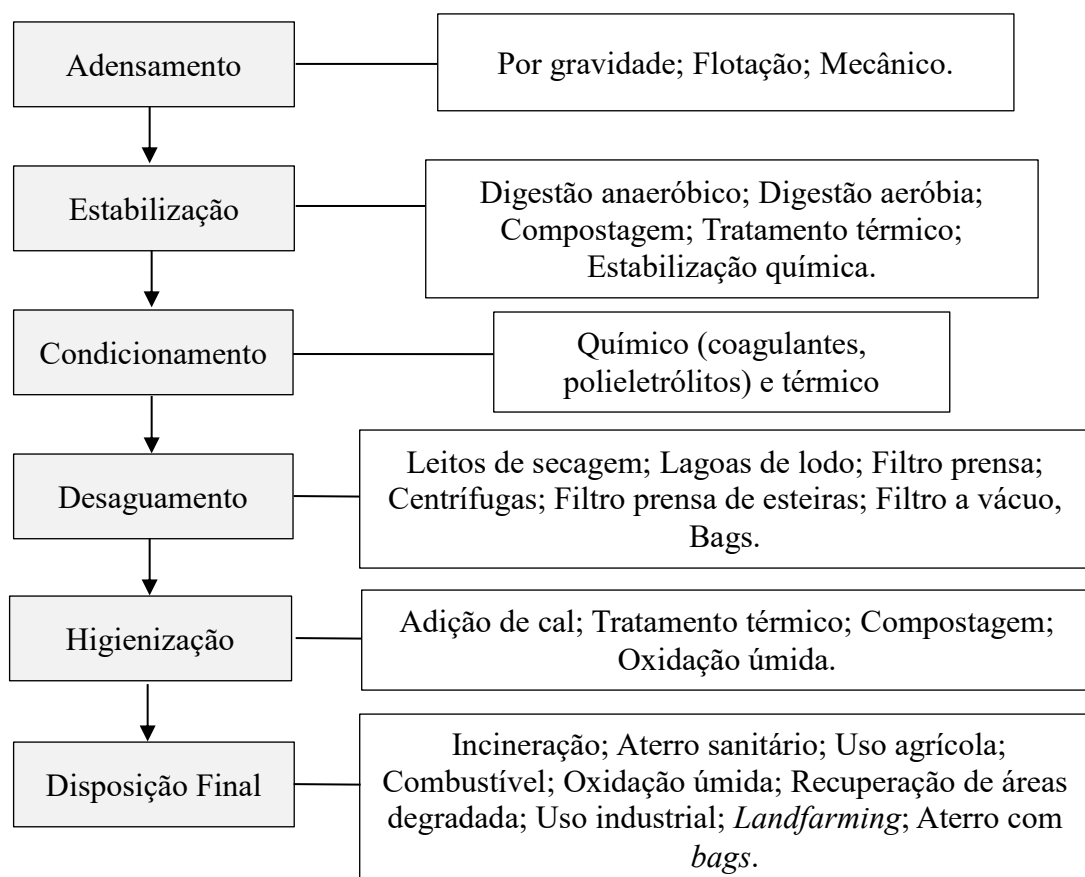 Adensamento
Por gravidade; Flotação; Mecânico.
Estabilização
Digestão anaeróbico; Digestão aeróbia;
Compostagem; Tratamento térmico;
Estabilização química.
Condicionamento
Químico (coagulantes,
polieletrólitos) e térmico
Desaguamento
Leitos de secagem; Lagoas de lodo; Filtro prensa;
Centrífugas; Filtro prensa de esteiras; Filtro a vácuo,
Bags.
Higienização
Adição de cal; Tratamento térmico; Compostagem;
Oxidação úmida.
Disposição Final
Incineração; Aterro sanitário; Uso agrícola;
Combustível; Oxidação úmida; Recuperação de áreas
degradada; Uso industrial; Landfarming; Aterro com
bags.